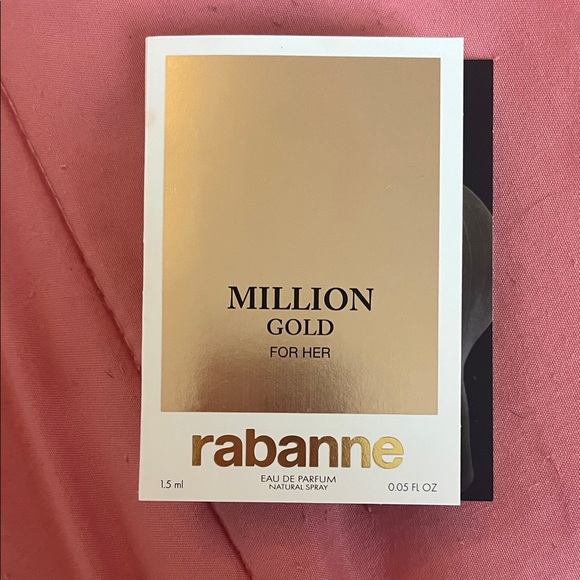 MILLION
GOLD
FOR HER
rabanne
EAU DE PARFUM
NATURAL SPRAY
1.5 ml
0.05 FL OZ